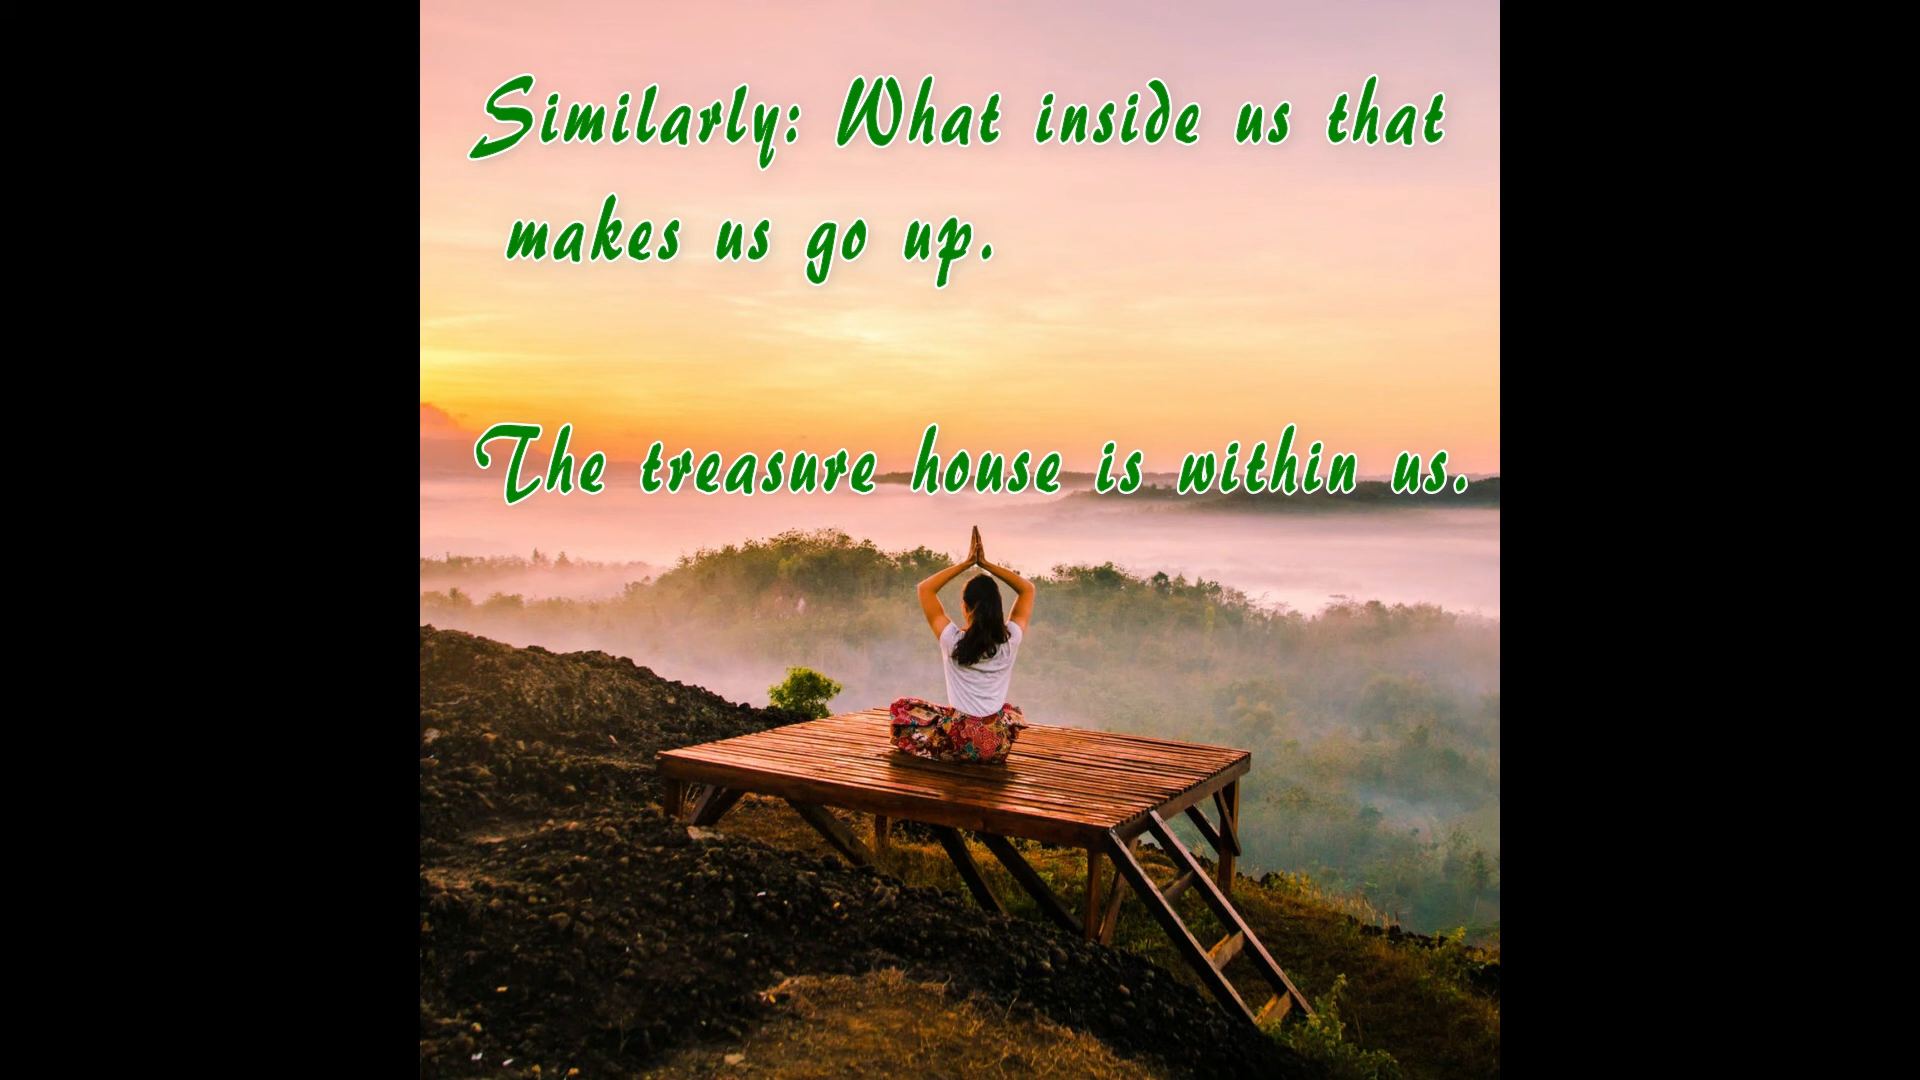 Similarly: What inside us that
makes us go up.
The treasure house is within us.